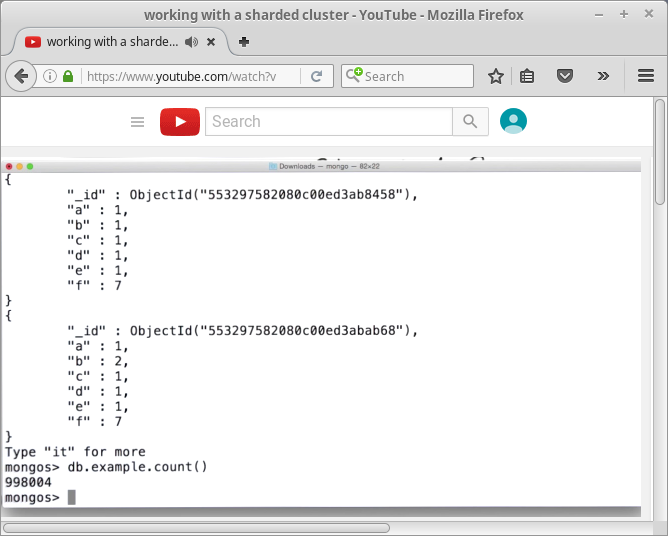 working with a sharded cluster - YouTube - Mozilla Firefox
working with a sharde...
https://www.youtube.com/watch?v
Search
Search
Downloads — mongo — 82×22
{
"_id" : ObjectId("553297582080c00ed3ab8458"),
"a" : 1,
"b" : 1,
"c" : 1,
"d" : 1,
"e" : 1,
"f" : 7
}
{
"_id" : ObjectId("553297582080c00ed3abab68"),
"a" : 1,
"b" : 2,
"c" : 1,
"d" : 1,
"e" : 1,
"f" : 7
}
Type "it" for more
mongos> db.example.count()
998004
mongos>